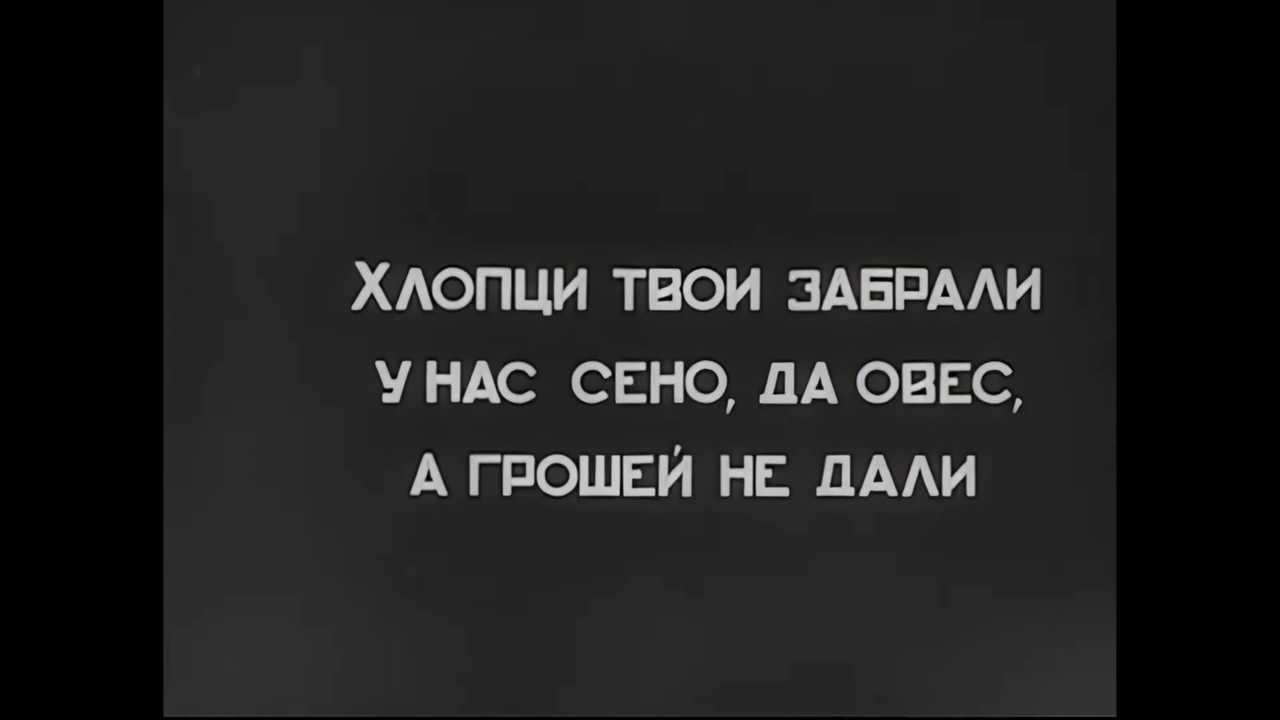 Хлопци твои забрали
у нас сено, да овес,
а грошей не дали